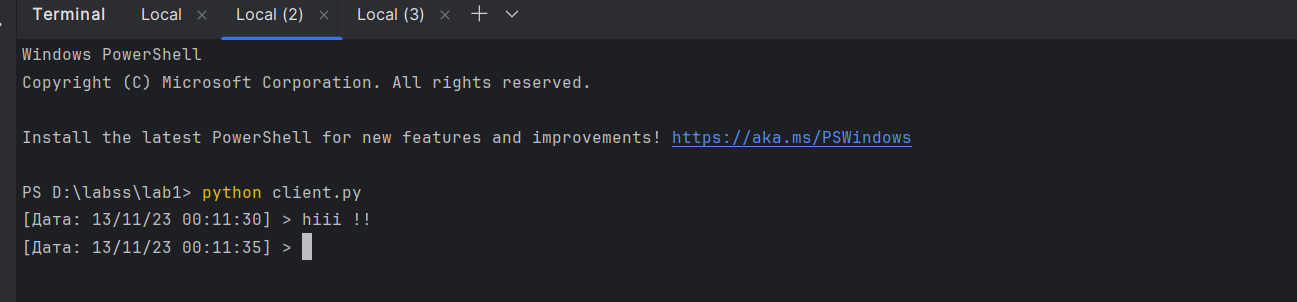 Terminal Local × Local (2) × Local (3) ×
Windows PowerShell
Copyright (C) Microsoft Corporation. All rights reserved.
Install the latest PowerShell for new features and improvements! https://aka.ms/PSWindows
PS D:\labss\lab1> python client.py
[Дата: 13/11/23 00:11:30] > hiii !!
[Дата: 13/11/23 00:11:35] >